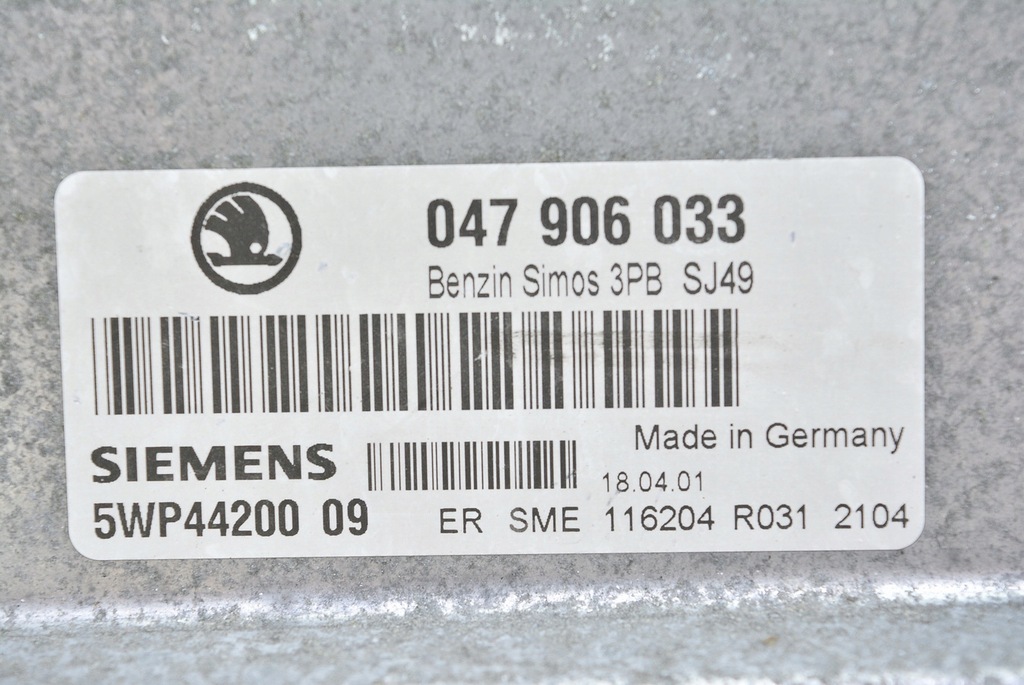 047 906 033
Benzin Simos 3PB SJ49
Made in Germany
SIEMENS
18.04.01
5WP44200 09
ER SME 116204 R031 2104